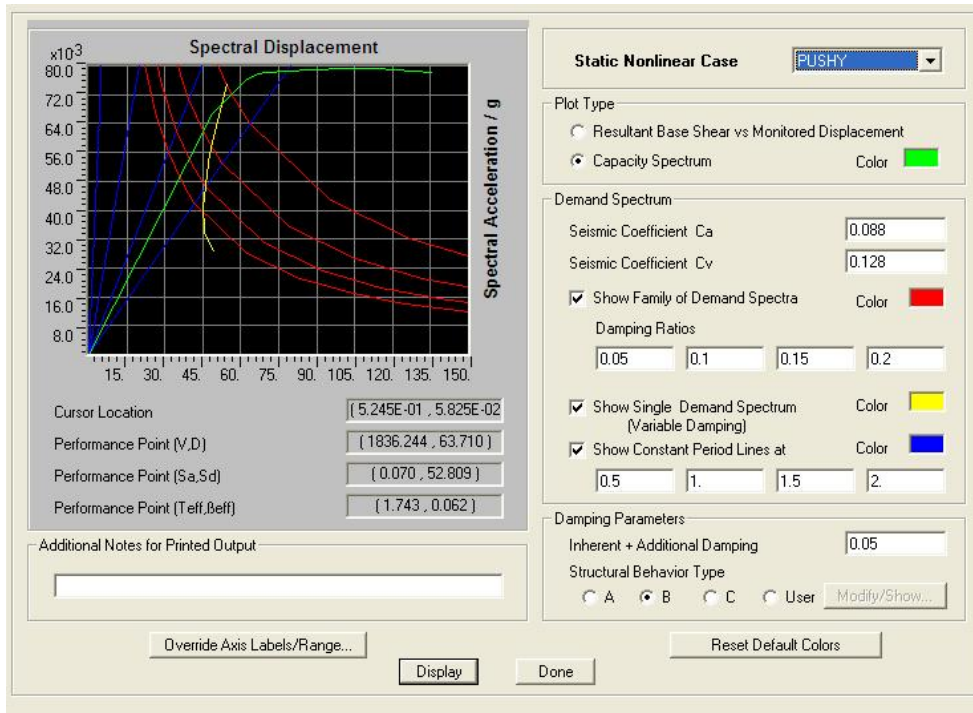 Spectral Displacement
x10 3
80.0
72.0
64.0
56.0
48.0
40.0
32.0
24.0
16.0
8.0
15. 30. 45. 60. 75. 90. 105. 120. 135. 150.
Spectral Acceleration / g
Cursor Location
( 5.245E-01 , 5.825E-02
Performance Point (V,D)
( 1836.244 , 63.710 )
Performance Point (Sa,Sd)
( 0.070 , 52.809 )
Performance Point (Teff,ßeff)
( 1.743 , 0.062 )
Additional Notes for Printed Output
Override Axis Labels/Range...
Static Nonlinear Case PUSHY
Plot Type
Resultant Base Shear vs Monitored Displacement
Capacity Spectrum Color
Demand Spectrum
Seismic Coefficient Ca 0.088
Seismic Coefficient Cv 0.128
Show Family of Demand Spectra Color
Damping Ratios
0.05 0.1 0.15 0.2
Show Single Demand Spectrum Color
(Variable Damping)
Show Constant Period Lines at Color
0.5 1. 1.5 2.
Damping Parameters
Inherent + Additional Damping 0.05
Structural Behavior Type
A B C User Modify/Show...
Reset Default Colors
Display Done